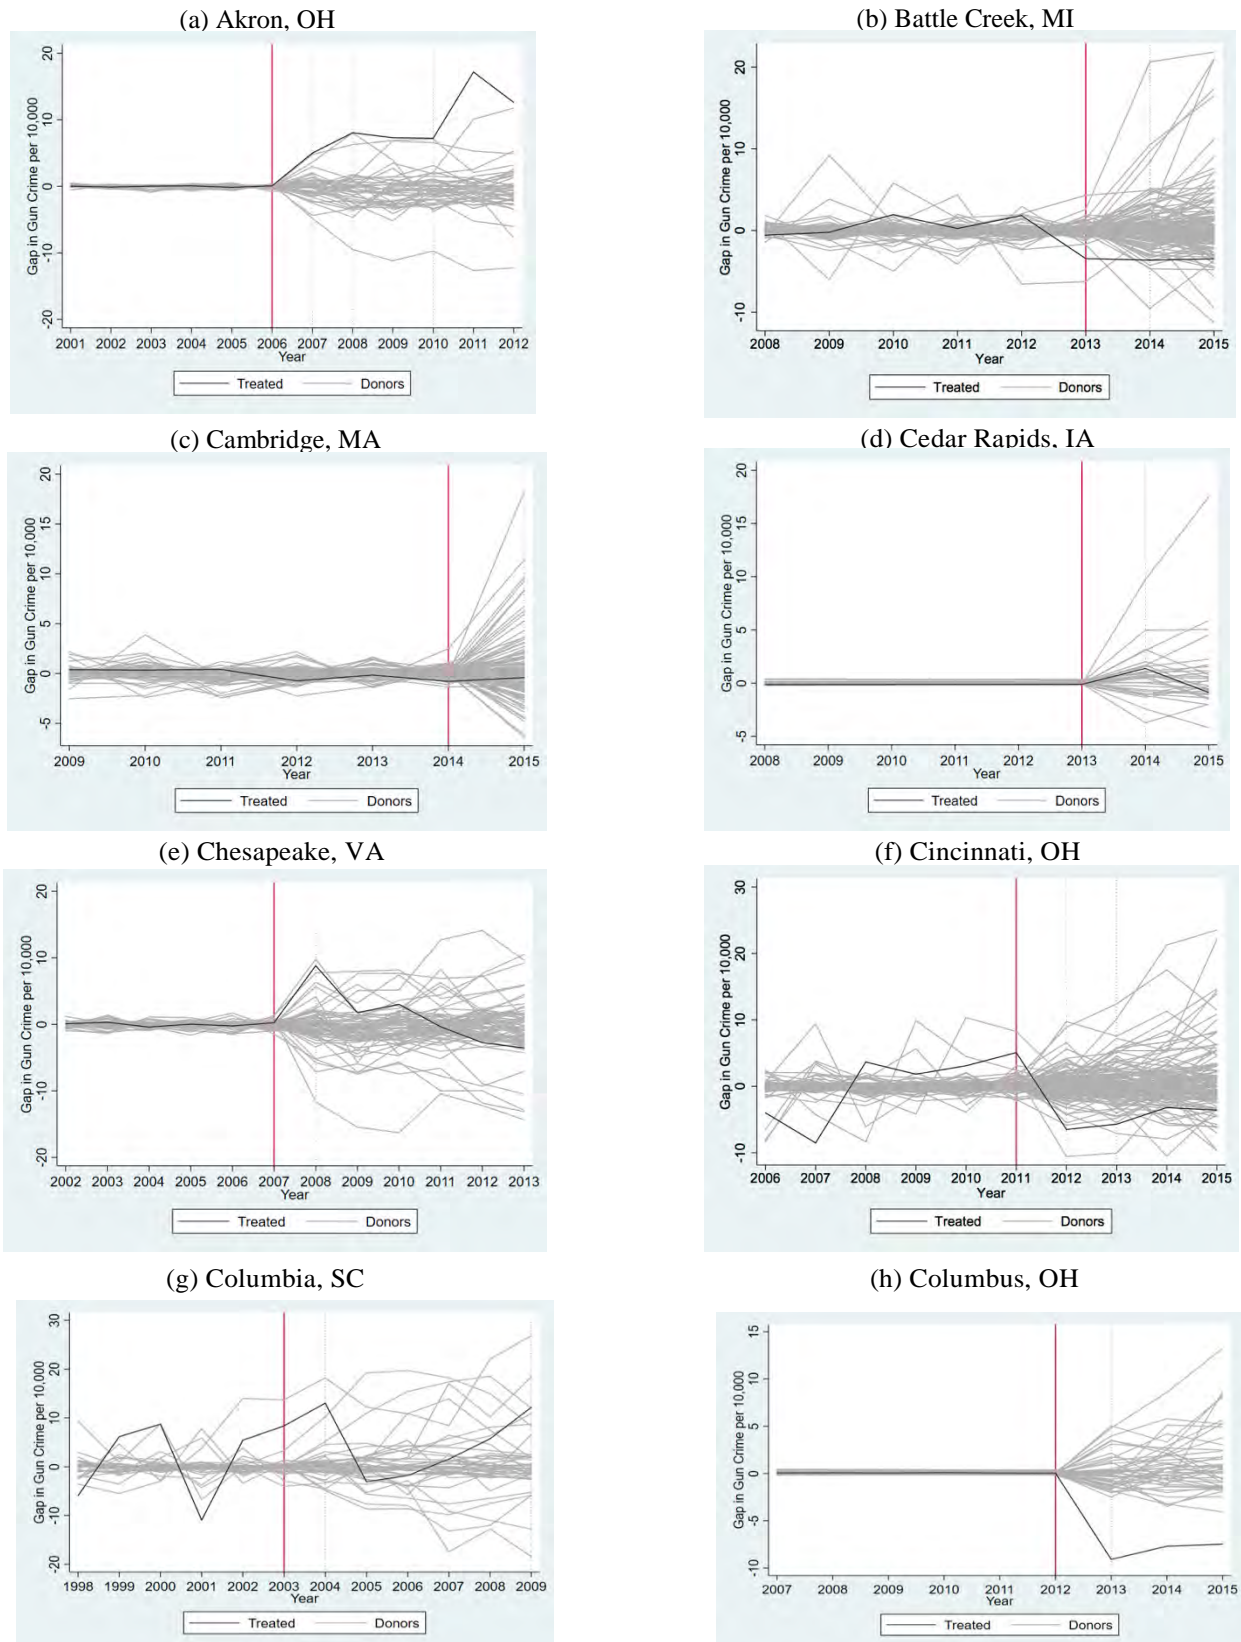 (a) Akron, OH
Gap in Gun Crime per 10,000
20
10
0
-10
-20
2001 2002 2003 2004 2005 2006 2007 2008 2009 2010 2011 2012
Year
Treated Donors
(b) Battle Creek, MI
Gap in Gun Crime per 10,000
20
10
0
-10
2008 2009 2010 2011 2012 2013 2014 2015
Year
Treated Donors
(c) Cambridge, MA
Gap in Gun Crime per 10,000
20
15
10
5
0
-5
2009 2010 2011 2012 2013 2014 2015
Year
Treated Donors
(d) Cedar Rapids, IA
Gap in Gun Crime per 10,000
20
15
10
5
0
-5
2008 2009 2010 2011 2012 2013 2014 2015
Year
Treated Donors
(e) Chesapeake, VA
Gap in Gun Crime per 10,000
20
10
0
-10
-20
2002 2003 2004 2005 2006 2007 2008 2009 2010 2011 2012 2013
Year
Treated Donors
(f) Cincinnati, OH
Gap in Gun Crime per 10,000
30
20
10
0
-10
2006 2007 2008 2009 2010 2011 2012 2013 2014 2015
Year
Treated Donors
(g) Columbia, SC
Gap in Gun Crime per 10,000
30
20
10
0
-10
-20
1998 1999 2000 2001 2002 2003 2004 2005 2006 2007 2008 2009
Year
Treated Donors
(h) Columbus, OH
Gap in Gun Crime per 10,000
15
10
5
0
-5
-10
2007 2008 2009 2010 2011 2012 2013 2014 2015
Year
Treated Donors